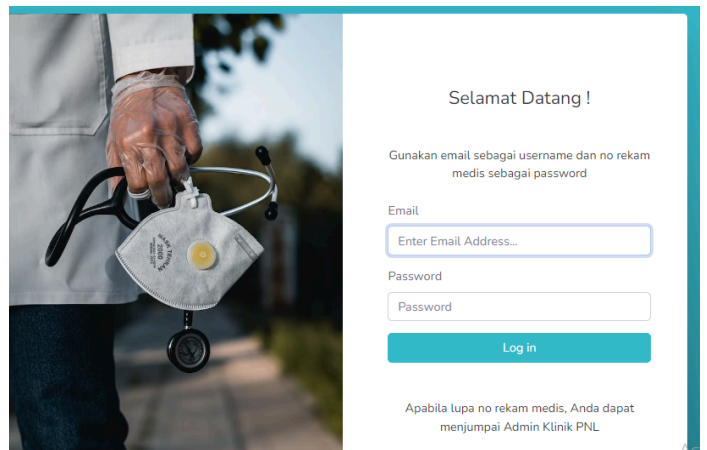 Selamat Datang !
Gunakan email sebagai username dan no rekam
medis sebagai password
Email
Enter Email Address...
Password
Password
Log in
Apabila lupa no rekam medis, Anda dapat
menjumpai Admin Klinik PNL